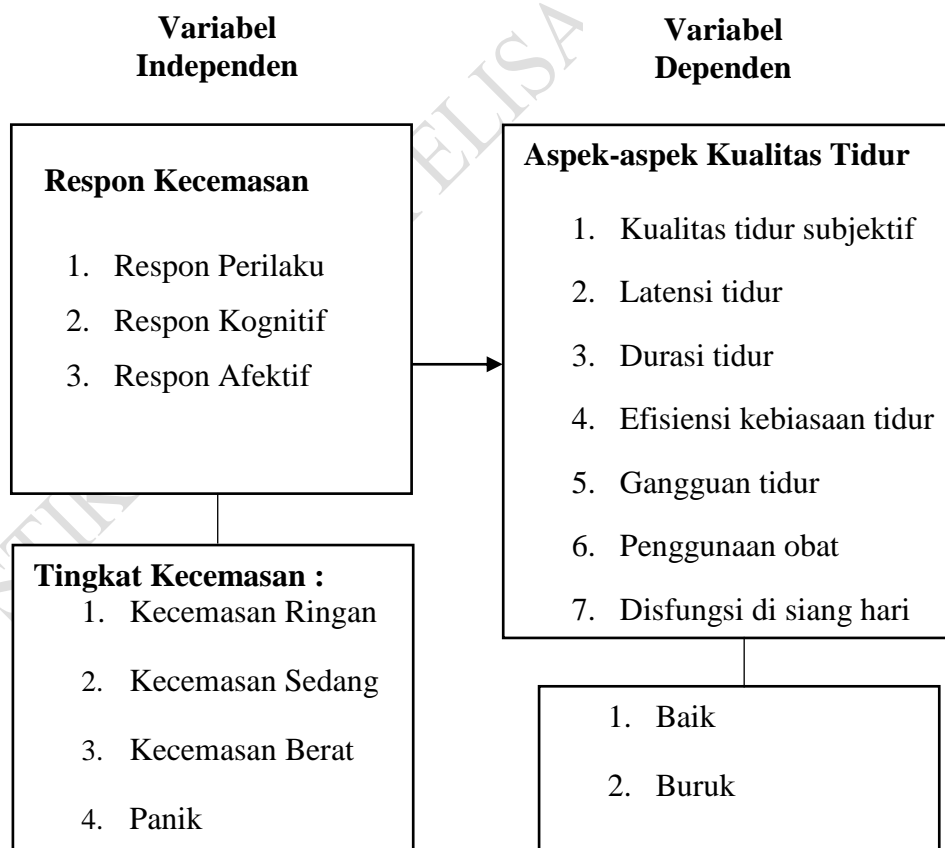 Variabel
Independen
Variabel
Dependen
Respon Kecemasan
1. Respon Perilaku
2. Respon Kognitif
3. Respon Afektif
Aspek-aspek Kualitas Tidur
1. Kualitas tidur subjektif
2. Latensi tidur
3. Durasi tidur
4. Efisiensi kebiasaan tidur
5. Gangguan tidur
6. Penggunaan obat
7. Disfungsi di siang hari
Tingkat Kecemasan :
1. Kecemasan Ringan
2. Kecemasan Sedang
3. Kecemasan Berat
4. Panik
1. Baik
2. Buruk